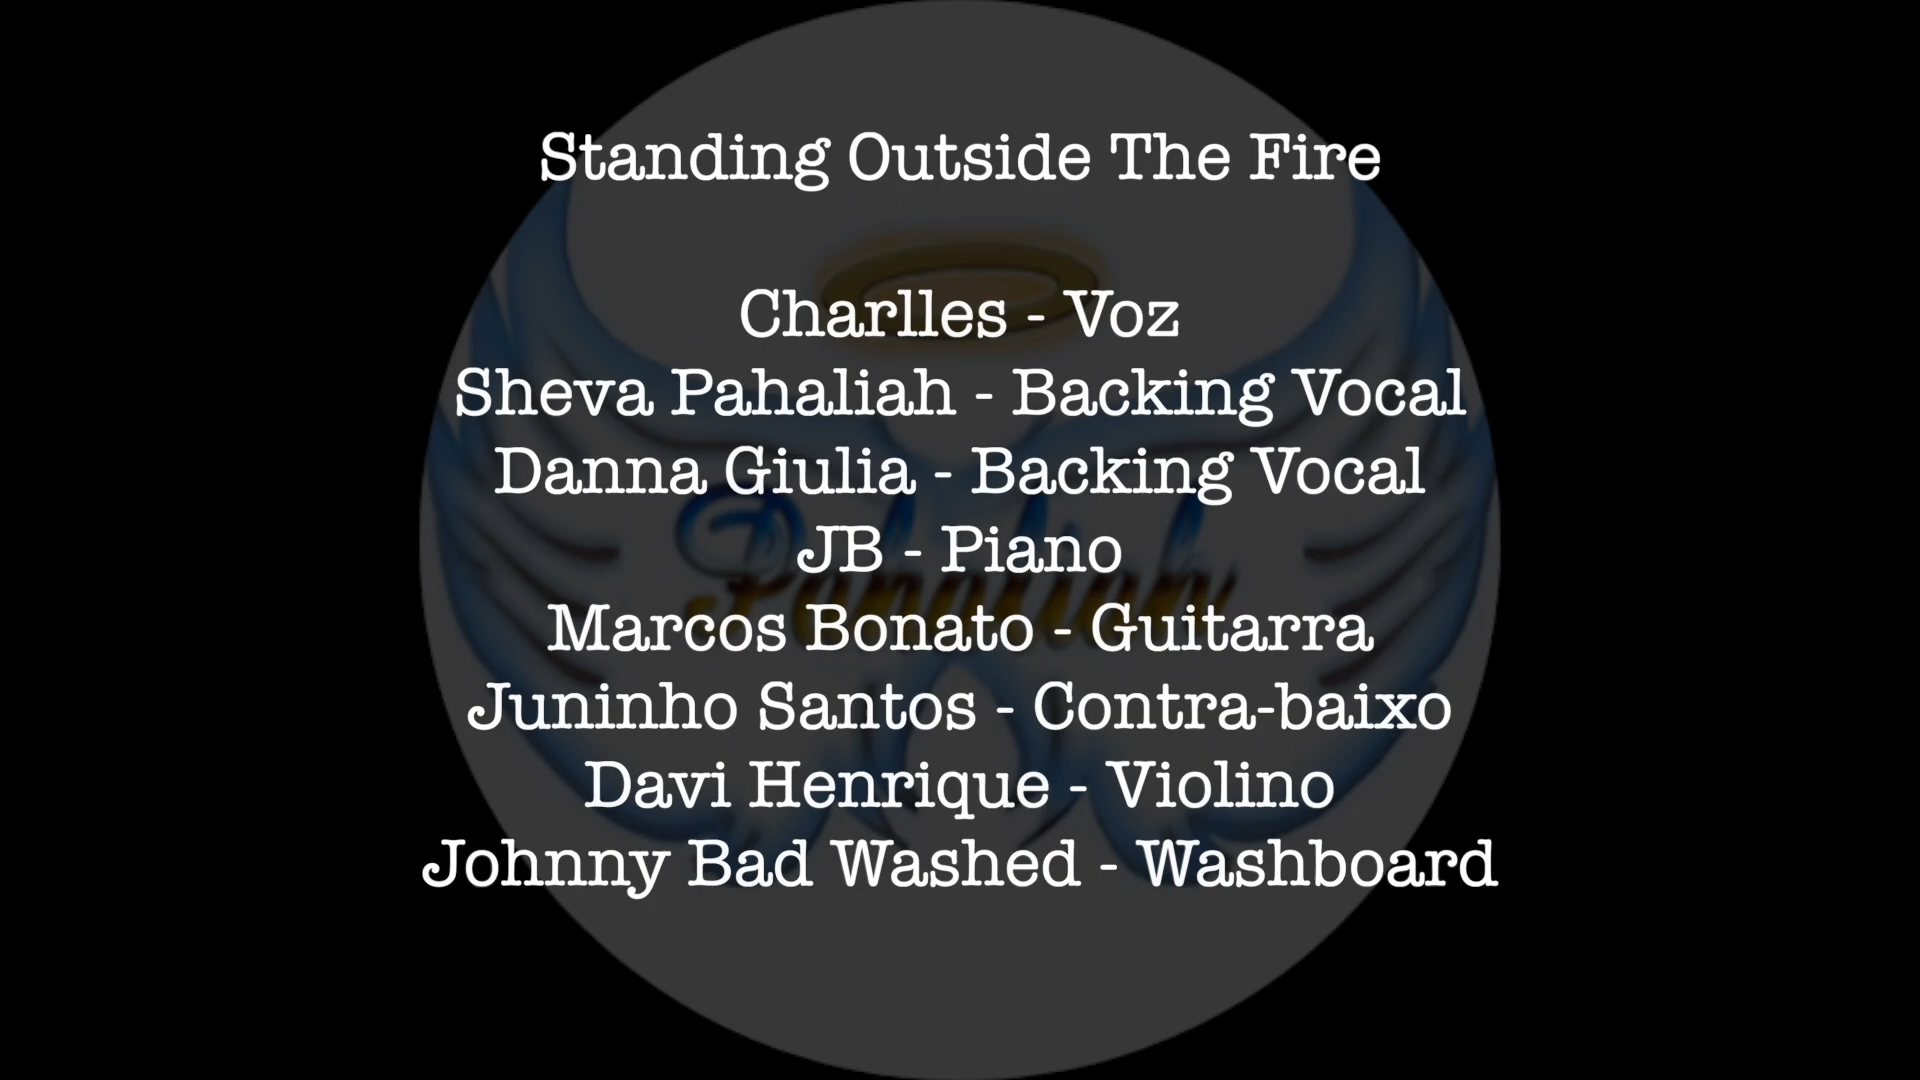 Standing Outside The Fire
Charlles - Voz
Sheva Pahaliah - Backing Vocal
Danna Giulia - Backing Vocal
JB - Piano
Pahaliah
Marcos Bonato - Guitarra
Juninho Santos - Contra-baixo
Davi Henrique - Violino
Johnny Bad Washed - Washboard